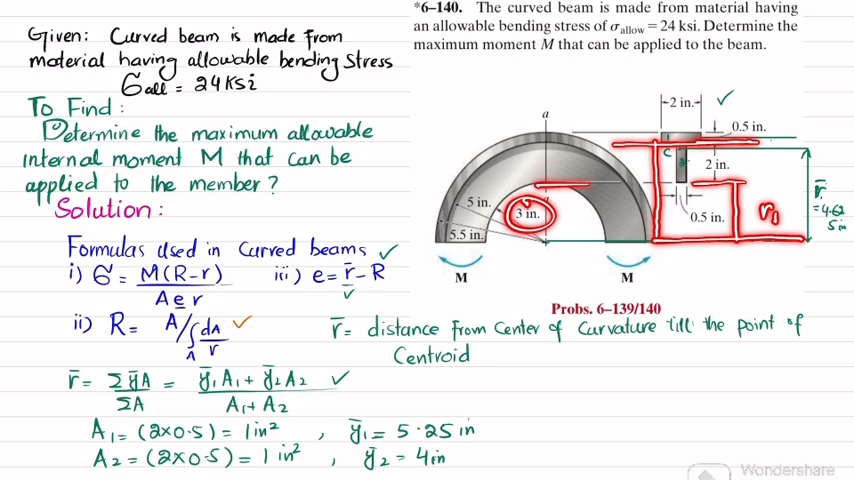 *6–140. The curved beam is made from material having
an allowable bending stress of σallow = 24 ksi. Determine the
maximum moment M that can be applied to the beam.
Given: Curved beam is made from
material having allowable bending stress
σall = 24 Ksi
To Find:
Determine the maximum allowable
internal moment M that can be
applied to the member?
Solution:
Formulas used in curved beams ✓
i) σ = M(R-r) / A e r
iii) e = r̄ - R
ii) R = A / ∫A dA/r ✓
r̄ = distance from center of curvature till the point of
Centroid
r̄ = ΣȳA / ΣA = ȳ1A1 + ȳ2A2 / A1 + A2 ✓
A1 = (2×0.5) = 1 in² , ȳ1 = 5.25 in
A2 = (2×0.5) = 1 in² , ȳ2 = 4in
a
5 in.
3 in.
5.5 in.
M
M
2 in. ✓
0.5 in.
C
2 in.
0.5 in.
r1
r̄
=4.62
5in
Probs. 6–139/140
Wondershare